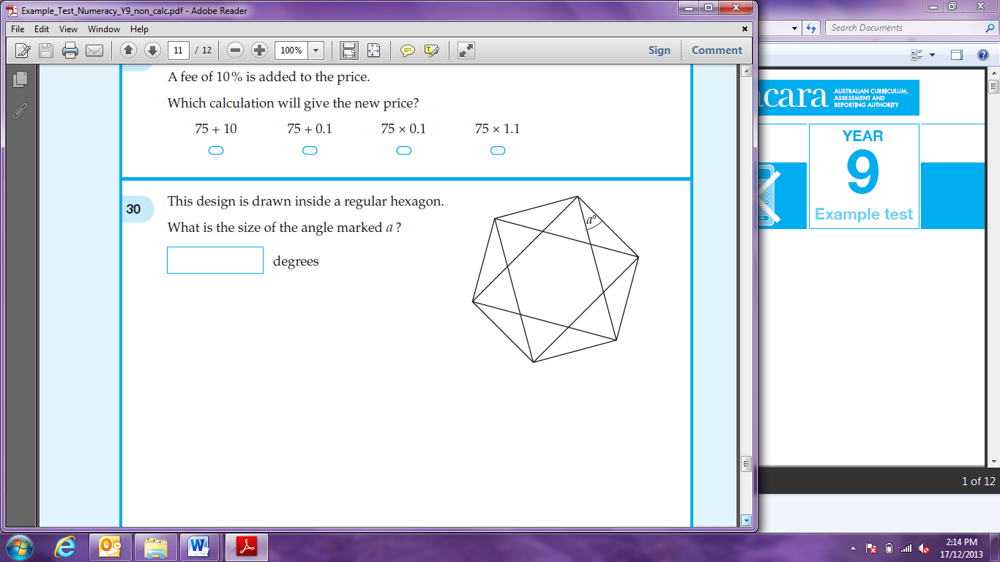 Example_Test_Numeracy_Y9_non_calc.pdf - Adobe Reader
File Edit View Window Help
11 / 12 100% Sign Comment
Search Documents
A fee of 10% is added to the price.
Which calculation will give the new price?
75 + 10 75 + 0.1 75 × 0.1 75 × 1.1
30 This design is drawn inside a regular hexagon.
What is the size of the angle marked a ?
degrees
a°
acara AUSTRALIAN CURRICULUM,
ASSESSMENT AND
REPORTING AUTHORITY
YEAR
9
Example test
1 of 12
2:14 PM
17/12/2013